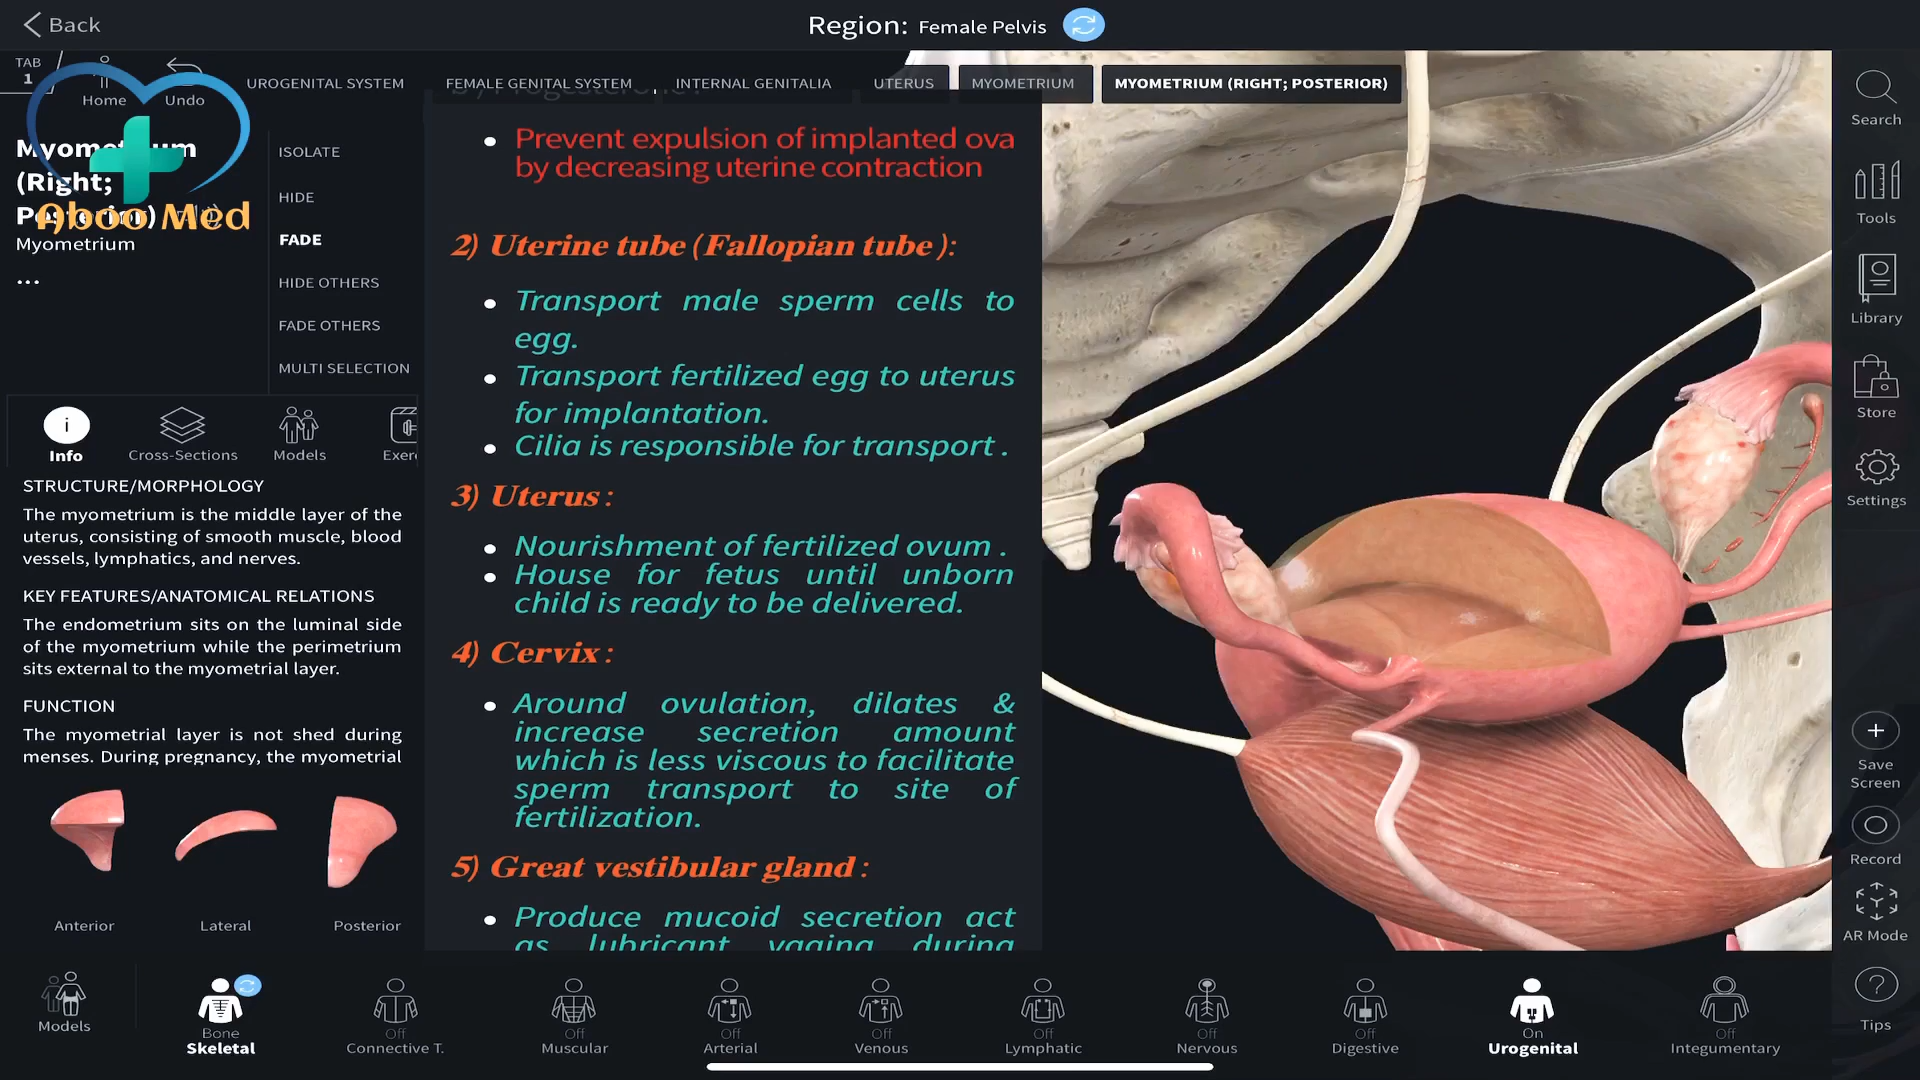 Back
Region: Female Pelvis
TAB
1
Home
Undo
UROGENITAL SYSTEM
FEMALE GENITAL SYSTEM
INTERNAL GENITALIA
UTERUS
MYOMETRIUM
MYOMETRIUM (RIGHT; POSTERIOR)
Myometrium
(Right;
Posterior)
Aboo Med
Myometrium
...
ISOLATE
HIDE
FADE
HIDE OTHERS
FADE OTHERS
MULTI SELECTION
i
Info
Cross-Sections
Models
Exer
STRUCTURE/MORPHOLOGY
The myometrium is the middle layer of the
uterus, consisting of smooth muscle, blood
vessels, lymphatics, and nerves.
KEY FEATURES/ANATOMICAL RELATIONS
The endometrium sits on the luminal side
of the myometrium while the perimetrium
sits external to the myometrial layer.
FUNCTION
The myometrial layer is not shed during
menses. During pregnancy, the myometrial
Anterior
Lateral
Posterior
• Prevent expulsion of implanted ova
by decreasing uterine contraction
2) Uterine tube (Fallopian tube ):
• Transport male sperm cells to
egg.
• Transport fertilized egg to uterus
for implantation.
• Cilia is responsible for transport .
3) Uterus :
• Nourishment of fertilized ovum .
• House for fetus until unborn
child is ready to be delivered.
4) Cervix :
• Around ovulation, dilates &
increase secretion amount
which is less viscous to facilitate
sperm transport to site of
fertilization.
5) Great vestibular gland :
• Produce mucoid secretion act
as lubricant vagina during
Search
Tools
Library
Store
Settings
+
Save
Screen
Record
AR Mode
?
Tips
Models
Bone
Skeletal
Off
Connective T.
Off
Muscular
Off
Arterial
Off
Venous
Off
Lymphatic
Off
Nervous
Off
Digestive
On
Urogenital
Off
Integumentary